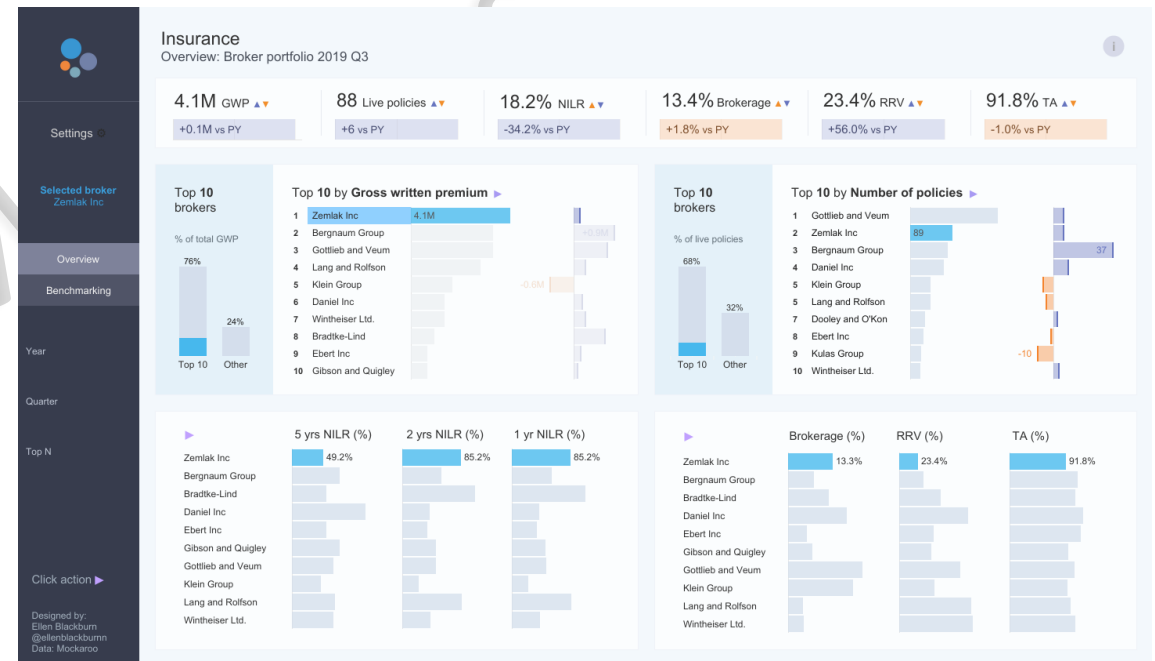 Insurance
Overview: Broker portfolio 2019 Q3
i
Settings
Selected broker
Zemlak Inc
Overview
Benchmarking
Year
Quarter
Top N
Click action ▶
Designed by:
Ellen Blackburn
@ellenblackburnn
Data: Mockaroo
4.1M GWP ▲▼
+0.1M vs PY
88 Live policies ▲▼
+6 vs PY
18.2% NILR ▲▼
-34.2% vs PY
13.4% Brokerage ▲▼
+1.8% vs PY
23.4% RRV ▲▼
+56.0% vs PY
91.8% TA ▲▼
-1.0% vs PY
Top 10
brokers
% of total GWP
76%
24%
Top 10 Other
Top 10 by Gross written premium ▶
1 Zemlak Inc 4.1M
2 Bergnaum Group +0.9M
3 Gottlieb and Veum
4 Lang and Rolfson
5 Klein Group -0.8M
6 Daniel Inc
7 Wintheiser Ltd.
8 Bradtke-Lind
9 Ebert Inc
10 Gibson and Quigley
Top 10
brokers
% of live policies
68%
32%
Top 10 Other
Top 10 by Number of policies ▶
1 Gottlieb and Veum
2 Zemlak Inc 89
3 Bergnaum Group 37
4 Daniel Inc
5 Klein Group
5 Lang and Rolfson
7 Dooley and O'Kon
8 Ebert Inc
9 Kulas Group -10
10 Wintheiser Ltd.
▶ 5 yrs NILR (%) 2 yrs NILR (%) 1 yr NILR (%)
Zemlak Inc 49.2% 85.2% 85.2%
Bergnaum Group
Bradtke-Lind
Daniel Inc
Ebert Inc
Gibson and Quigley
Gottlieb and Veum
Klein Group
Lang and Rolfson
Wintheiser Ltd.
▶ Brokerage (%) RRV (%) TA (%)
Zemlak Inc 13.3% 23.4% 91.8%
Bergnaum Group
Bradtke-Lind
Daniel Inc
Ebert Inc
Gibson and Quigley
Gottlieb and Veum
Klein Group
Lang and Rolfson
Wintheiser Ltd.